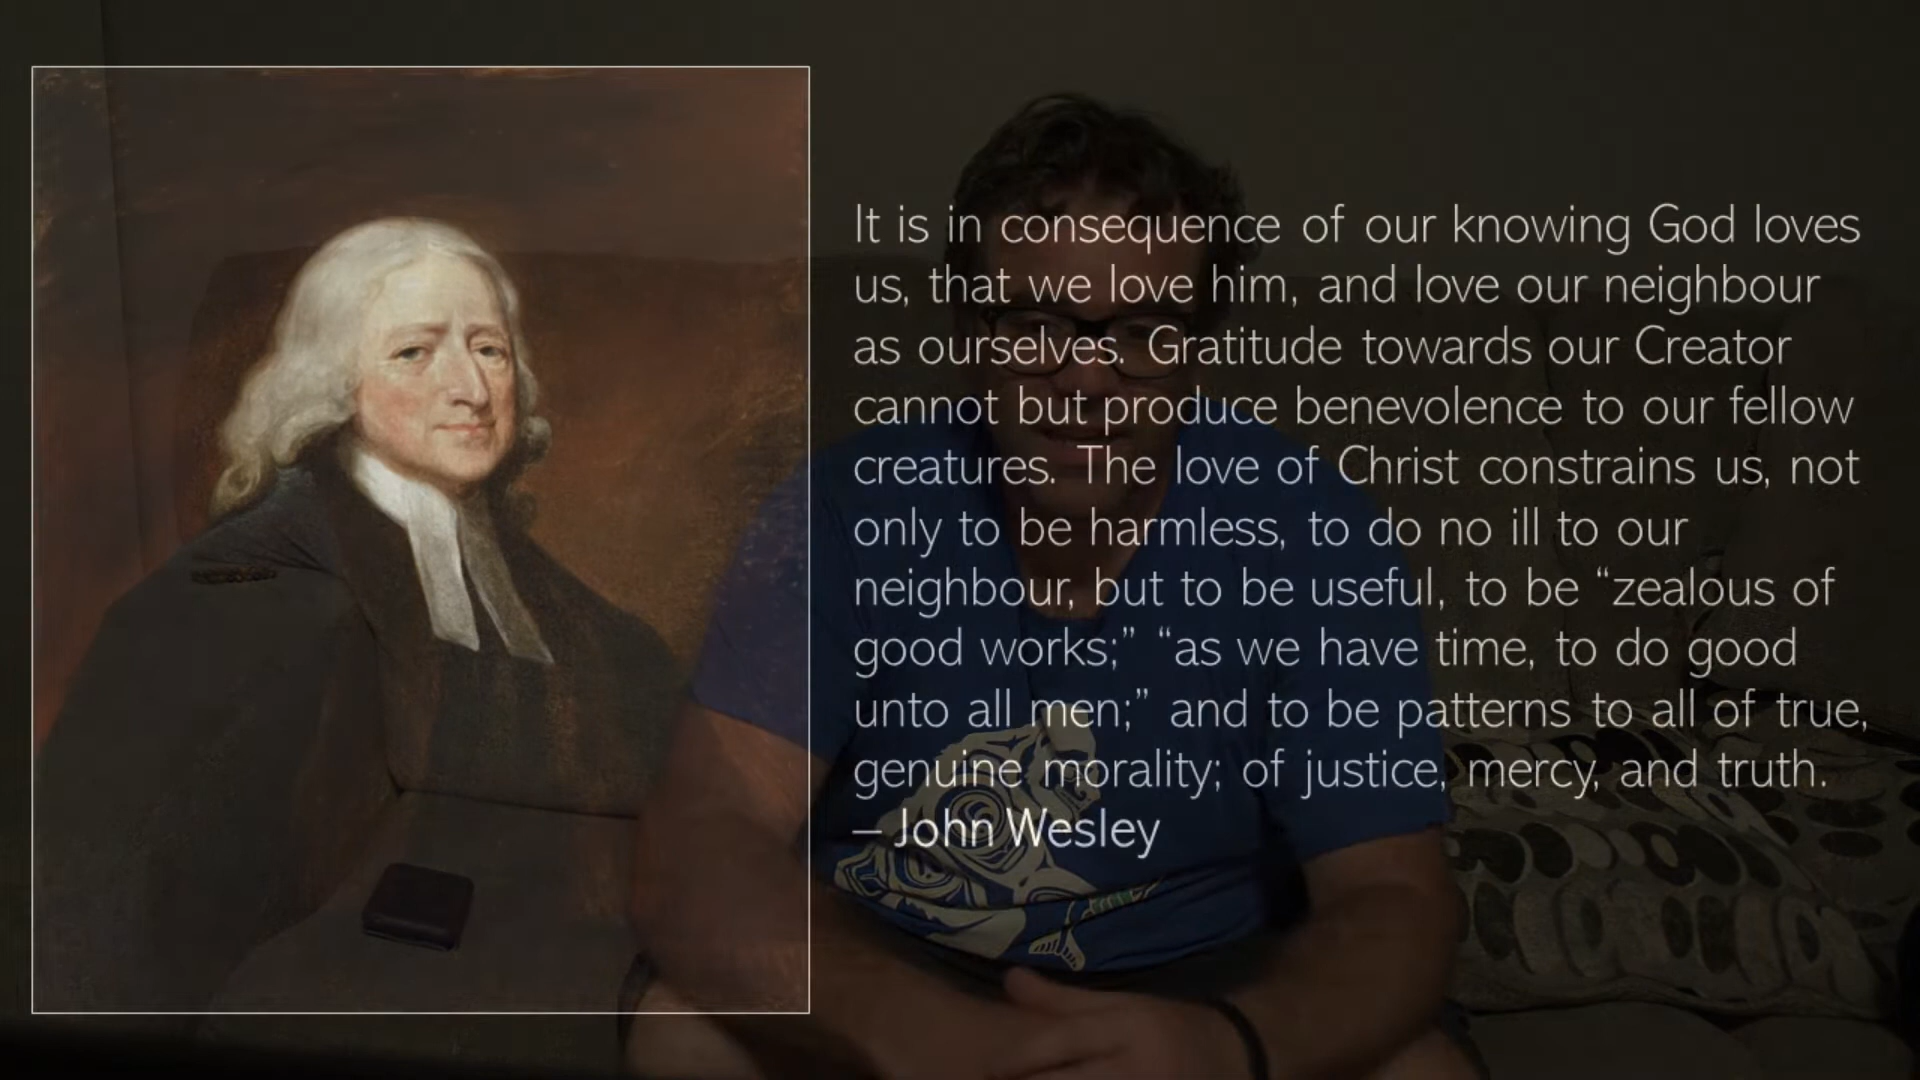 It is in consequence of our knowing God loves
us, that we love him, and love our neighbour
as ourselves. Gratitude towards our Creator
cannot but produce benevolence to our fellow
creatures. The love of Christ constrains us, not
only to be harmless, to do no ill to our
neighbour, but to be useful, to be “zealous of
good works;” “as we have time, to do good
unto all men;” and to be patterns to all of true,
genuine morality; of justice, mercy, and truth.
– John Wesley